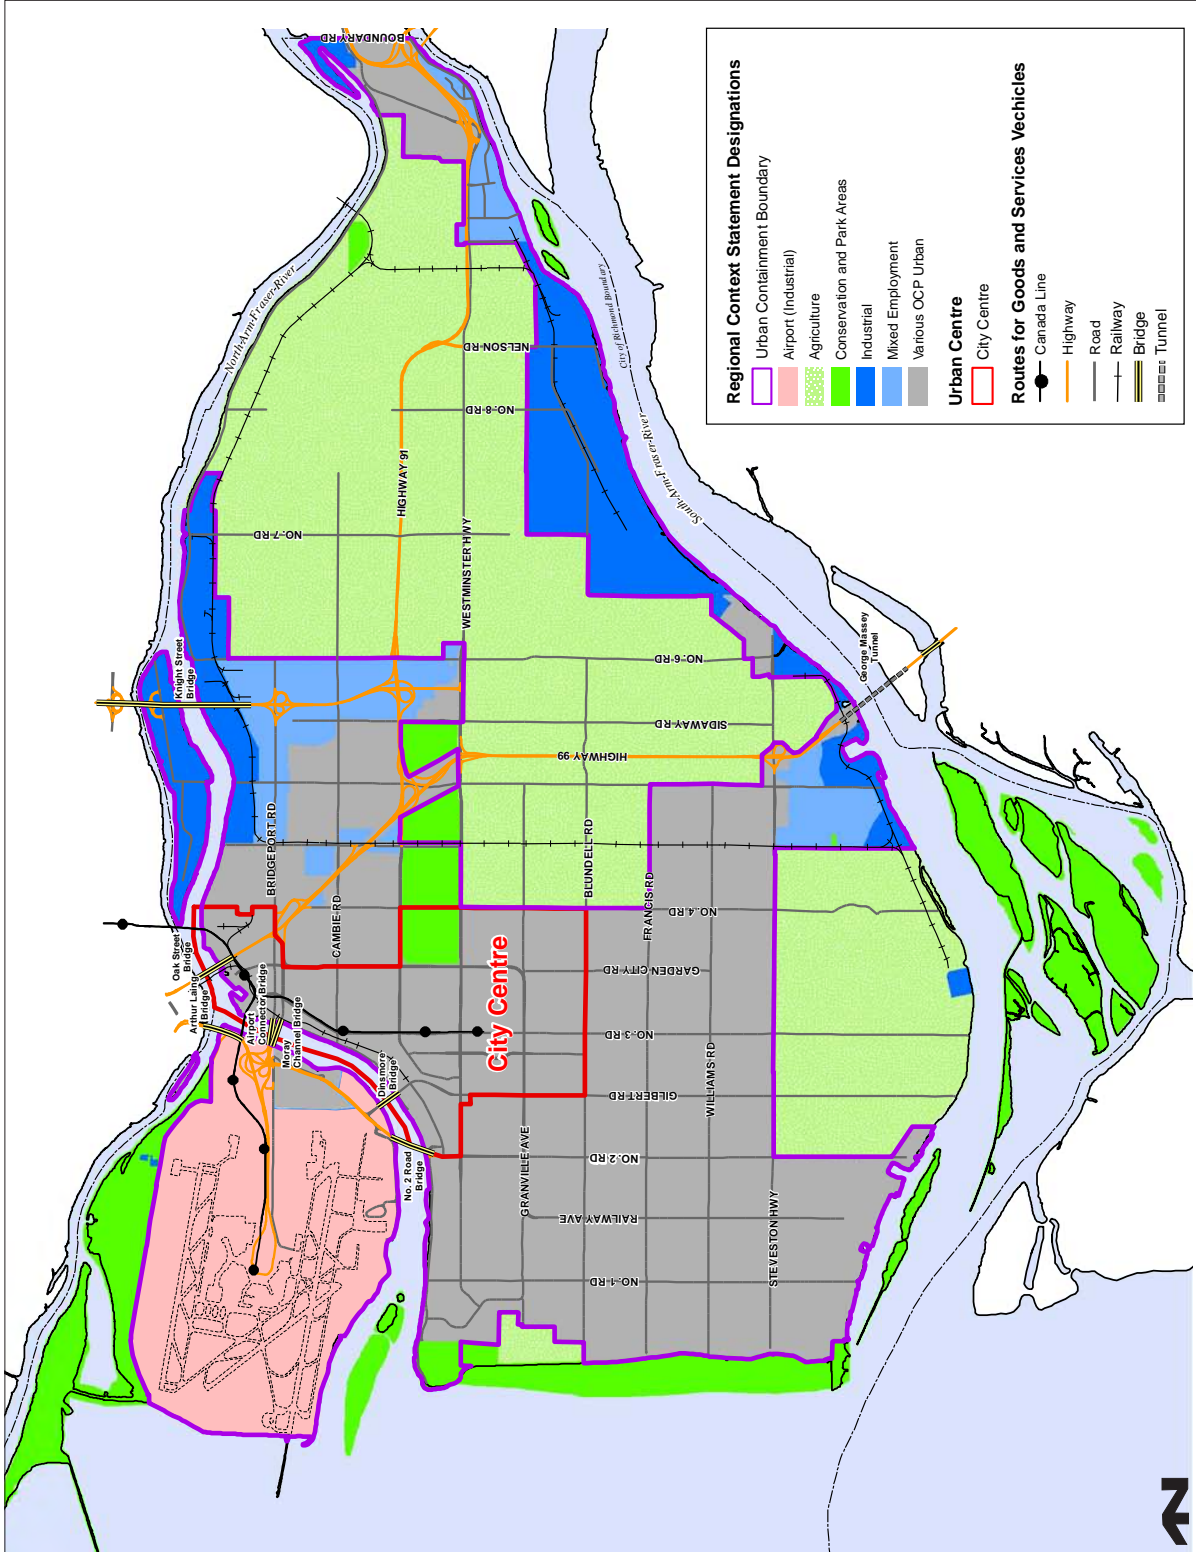 BOUNDARY RD
North-Arm-Fraser-River
NELSON RD
NO. 8 RD
HIGHWAY 91
NO. 7 RD
WESTMINSTER HWY
City of Richmond Boundary
South-Arm-Fraser-River
Knight Street
Bridge
NO. 6 RD
SIDAWAY RD
HIGHWAY 99
George Massey
Tunnel
BRIDGEPORT RD
CAMBIE RD
BLUNDELL RD
FRANCIS RD
NO. 4 RD
GARDEN CITY RD
Oak Street
Bridge
Arthur Laing
Bridge
Airport
Connector Bridge
Moray
Channel Bridge
Dinsmore
Bridge
No. 2 Road
Bridge
City Centre
NO. 3 RD
GILBERT RD
WILLIAMS RD
GRANVILLE AVE
NO. 2 RD
RAILWAY AVE
NO. 1 RD
STEVESTON HWY
Regional Context Statement Designations
Urban Containment Boundary
Airport (Industrial)
Agriculture
Conservation and Park Areas
Industrial
Mixed Employment
Various OCP Urban
Urban Centre
City Centre
Routes for Goods and Services Vechicles
Canada Line
Highway
Road
Railway
Bridge
Tunnel
N